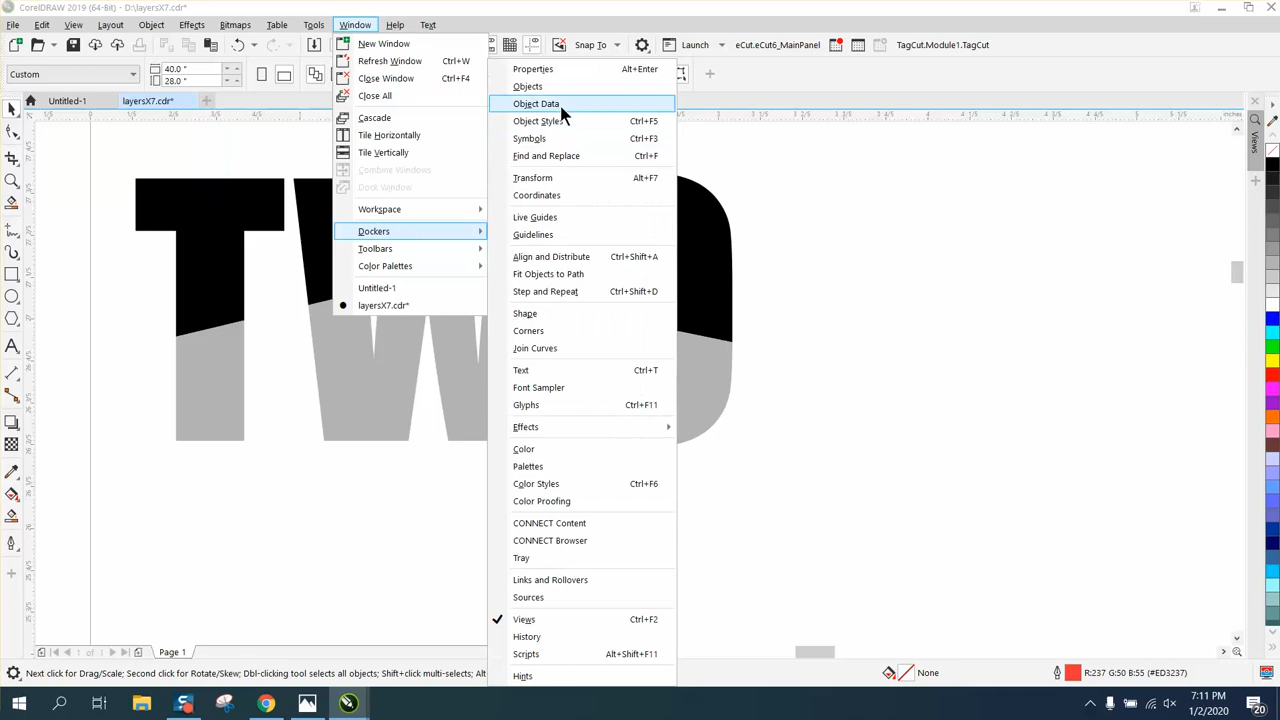 CorelDRAW 2019 (64-Bit) - D:\layersX7.cdr*
File Edit View Layout Object Effects Bitmaps Table Tools Window Help Text
Snap To Launch eCut.eCut6_MainPanel TagCut.Module1.TagCut
Custom
40.0 "
28.0 "
Untitled-1 layersX7.cdr*
New Window
Refresh Window Ctrl+W
Close Window Ctrl+F4
Close All
Cascade
Tile Horizontally
Tile Vertically
Combine Windows
Dock Window
Workspace
Dockers
Toolbars
Color Palettes
Untitled-1
layersX7.cdr*
Properties Alt+Enter
Objects
Object Data
Object Styles Ctrl+F5
Symbols Ctrl+F3
Find and Replace Ctrl+F
Transform Alt+F7
Coordinates
Live Guides
Guidelines
Align and Distribute Ctrl+Shift+A
Fit Objects to Path
Step and Repeat Ctrl+Shift+D
Shape
Corners
Join Curves
Text Ctrl+T
Font Sampler
Glyphs Ctrl+F11
Effects
Color
Palettes
Color Styles Ctrl+F6
Color Proofing
CONNECT Content
CONNECT Browser
Tray
Links and Rollovers
Sources
Views Ctrl+F2
History
Scripts Alt+Shift+F11
Hints
inches
Views
TWO
1 of 1 Page 1
Next click for Drag/Scale; Second click for Rotate/Skew; Dbl-clicking tool selects all objects; Shift+click multi-selects; Alt
None R:237 G:50 B:55 (#ED3237)
7:11 PM
1/2/2020
20